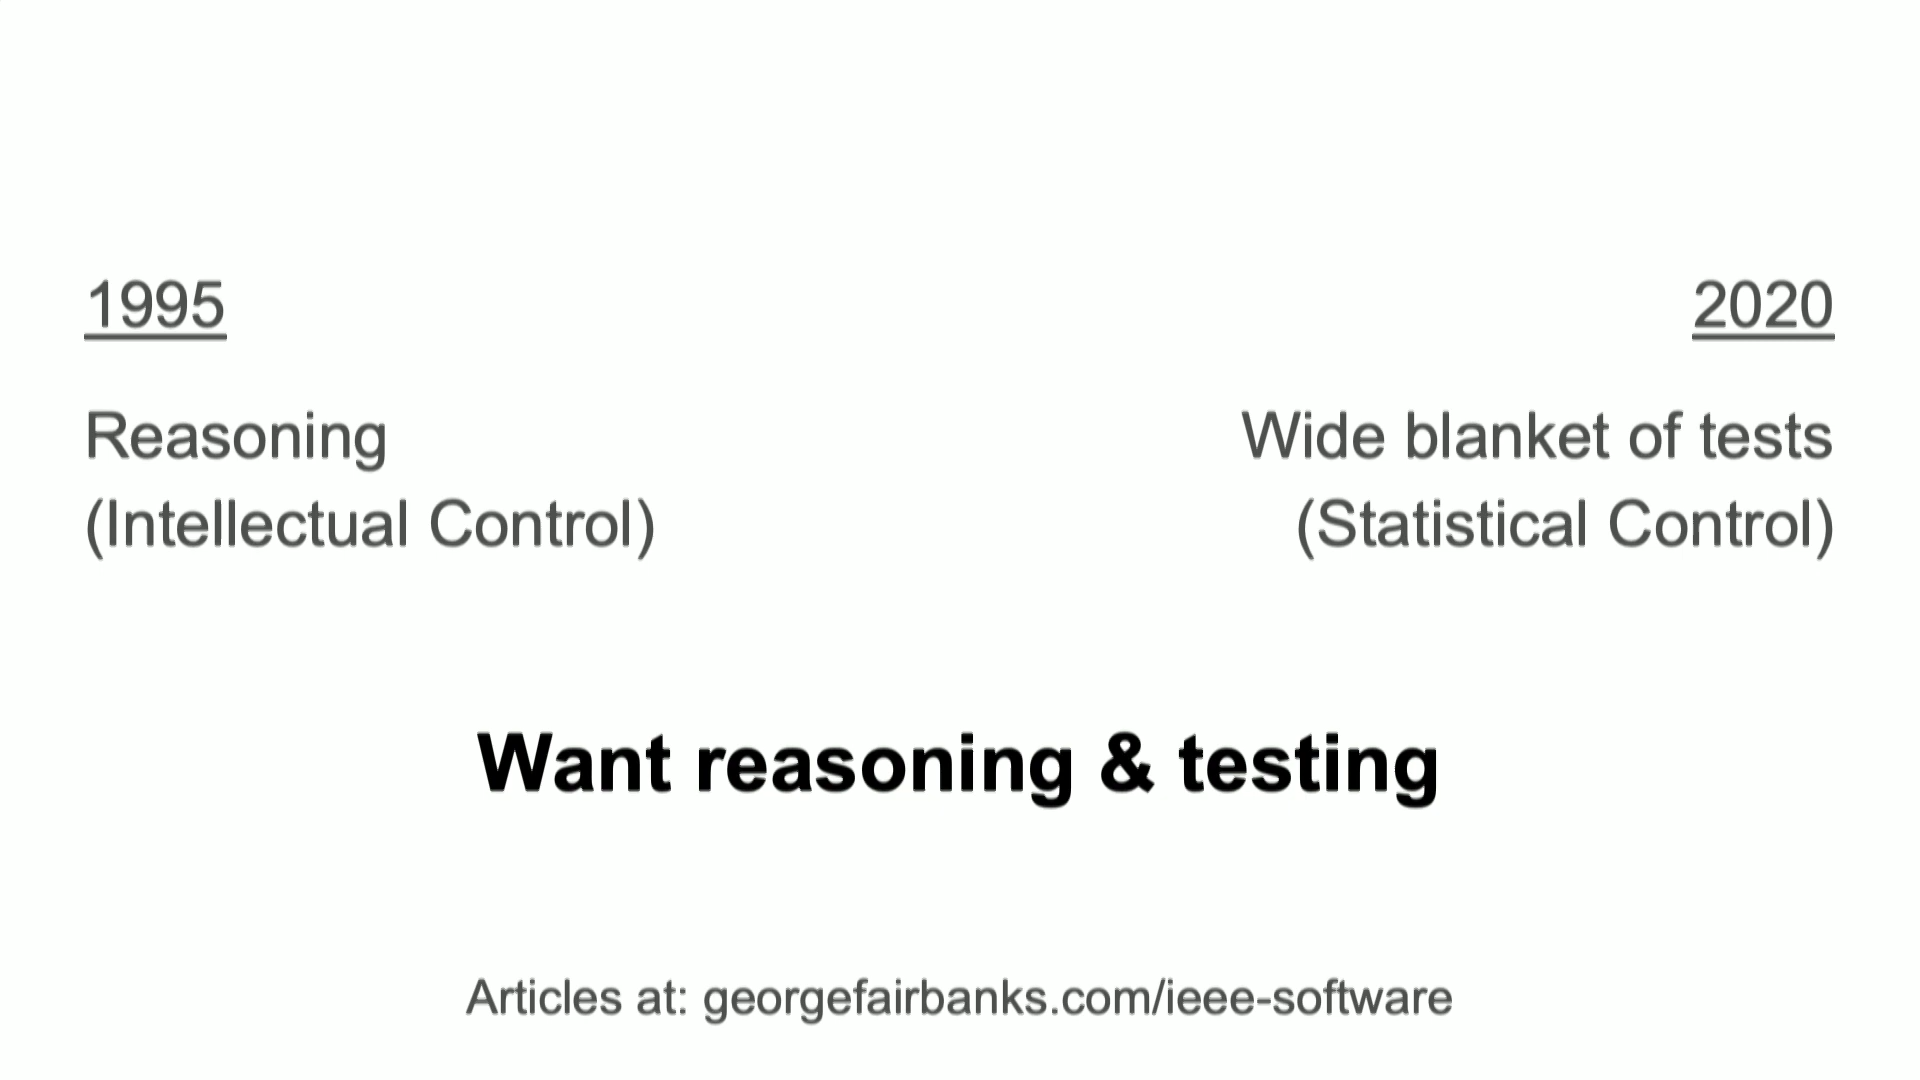 1995
2020
Reasoning
(Intellectual Control)
Wide blanket of tests
(Statistical Control)
Want reasoning & testing
Articles at: georgefairbanks.com/ieee-software